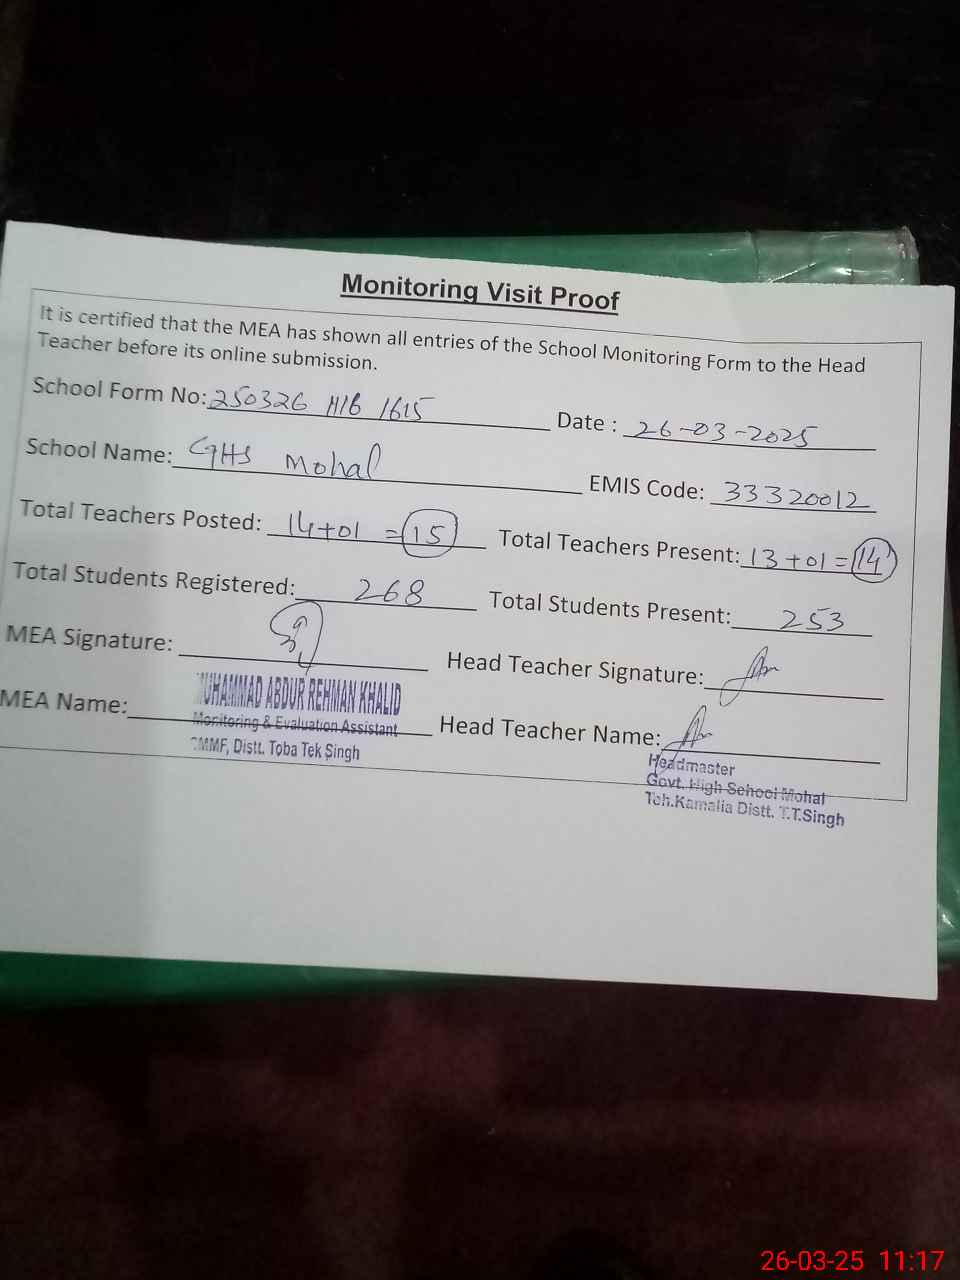 Monitoring Visit Proof
It is certified that the MEA has shown all entries of the School Monitoring Form to the Head
Teacher before its online submission.
School Form No: 250326 HIB 1615 Date : 26-03-2025
School Name: GHS Mohal EMIS Code: 33320012
Total Teachers Posted: 14+01 = 15 Total Teachers Present: 13+01=14
Total Students Registered: 268 Total Students Present: 253
MEA Signature: Head Teacher Signature:
MEA Name: MUHAMMAD ABDUR REHMAN KHALID Head Teacher Name:
Monitoring & Evaluation Assistant
CMMF, Distt. Toba Tek Singh
Headmaster
Govt. High School Mohal
Teh.Kamalia Distt. T.T.Singh
26-03-25 11:17